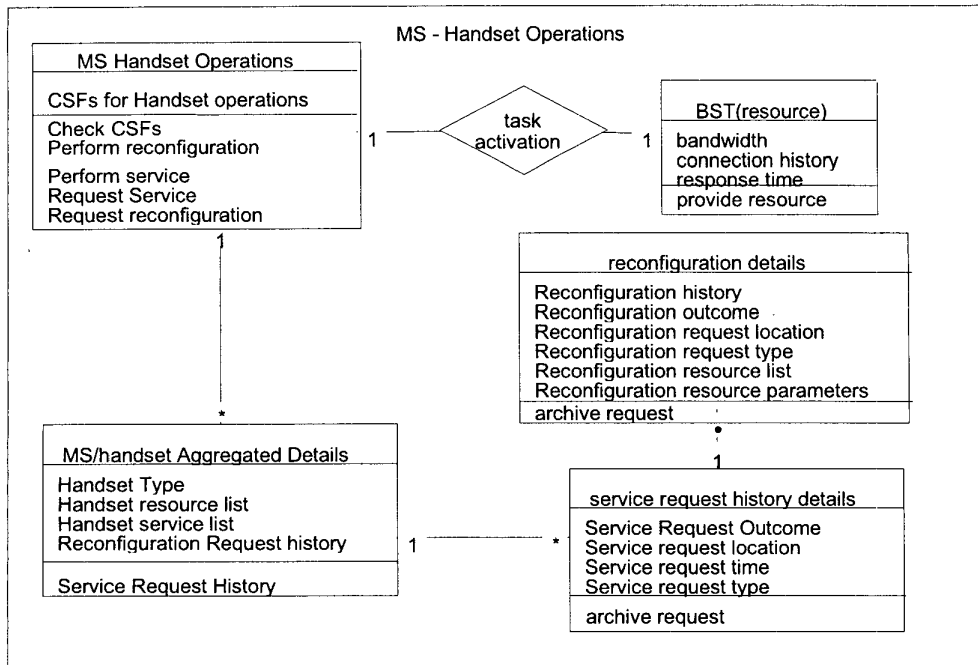 MS - Handset Operations
MS Handset Operations
CSFs for Handset operations
Check CSFs
Perform reconfiguration
Perform service
Request Service
Request reconfiguration
1
task
activation
1
BST(resource)
bandwidth
connection history
response time
provide resource
1
*
reconfiguration details
Reconfiguration history
Reconfiguration outcome
Reconfiguration request location
Reconfiguration request type
Reconfiguration resource list
Reconfiguration resource parameters
archive request
1
MS/handset Aggregated Details
Handset Type
Handset resource list
Handset service list
Reconfiguration Request history
Service Request History
1
*
service request history details
Service Request Outcome
Service request location
Service request time
Service request type
archive request